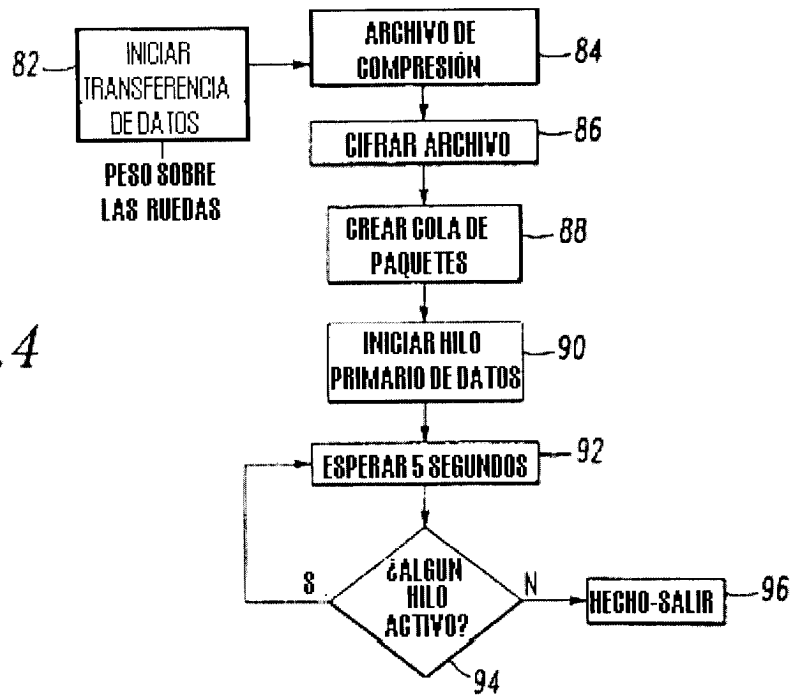 82
INICIAR
TRANSFERENCIA
DE DATOS
PESO SOBRE
LAS RUEDAS
ARCHIVO DE
COMPRESIÓN
84
CIFRAR ARCHIVO
86
CREAR COLA DE
PAQUETES
88
.4
INICIAR HILO
PRIMARIO DE DATOS
90
ESPERAR 5 SEGUNDOS
92
S
¿ALGUN
HILO
ACTIVO?
N
94
HECHO-SALIR
96